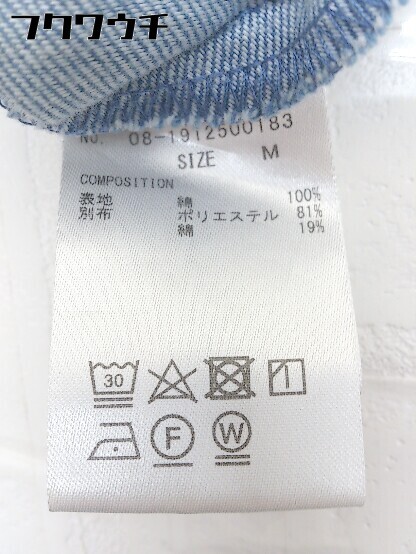 フクワウチ
No. 08-1912500183
SIZE M
COMPOSITION
表地 綿 100%
別布 ポリエステル 81%
綿 19%
30
F W